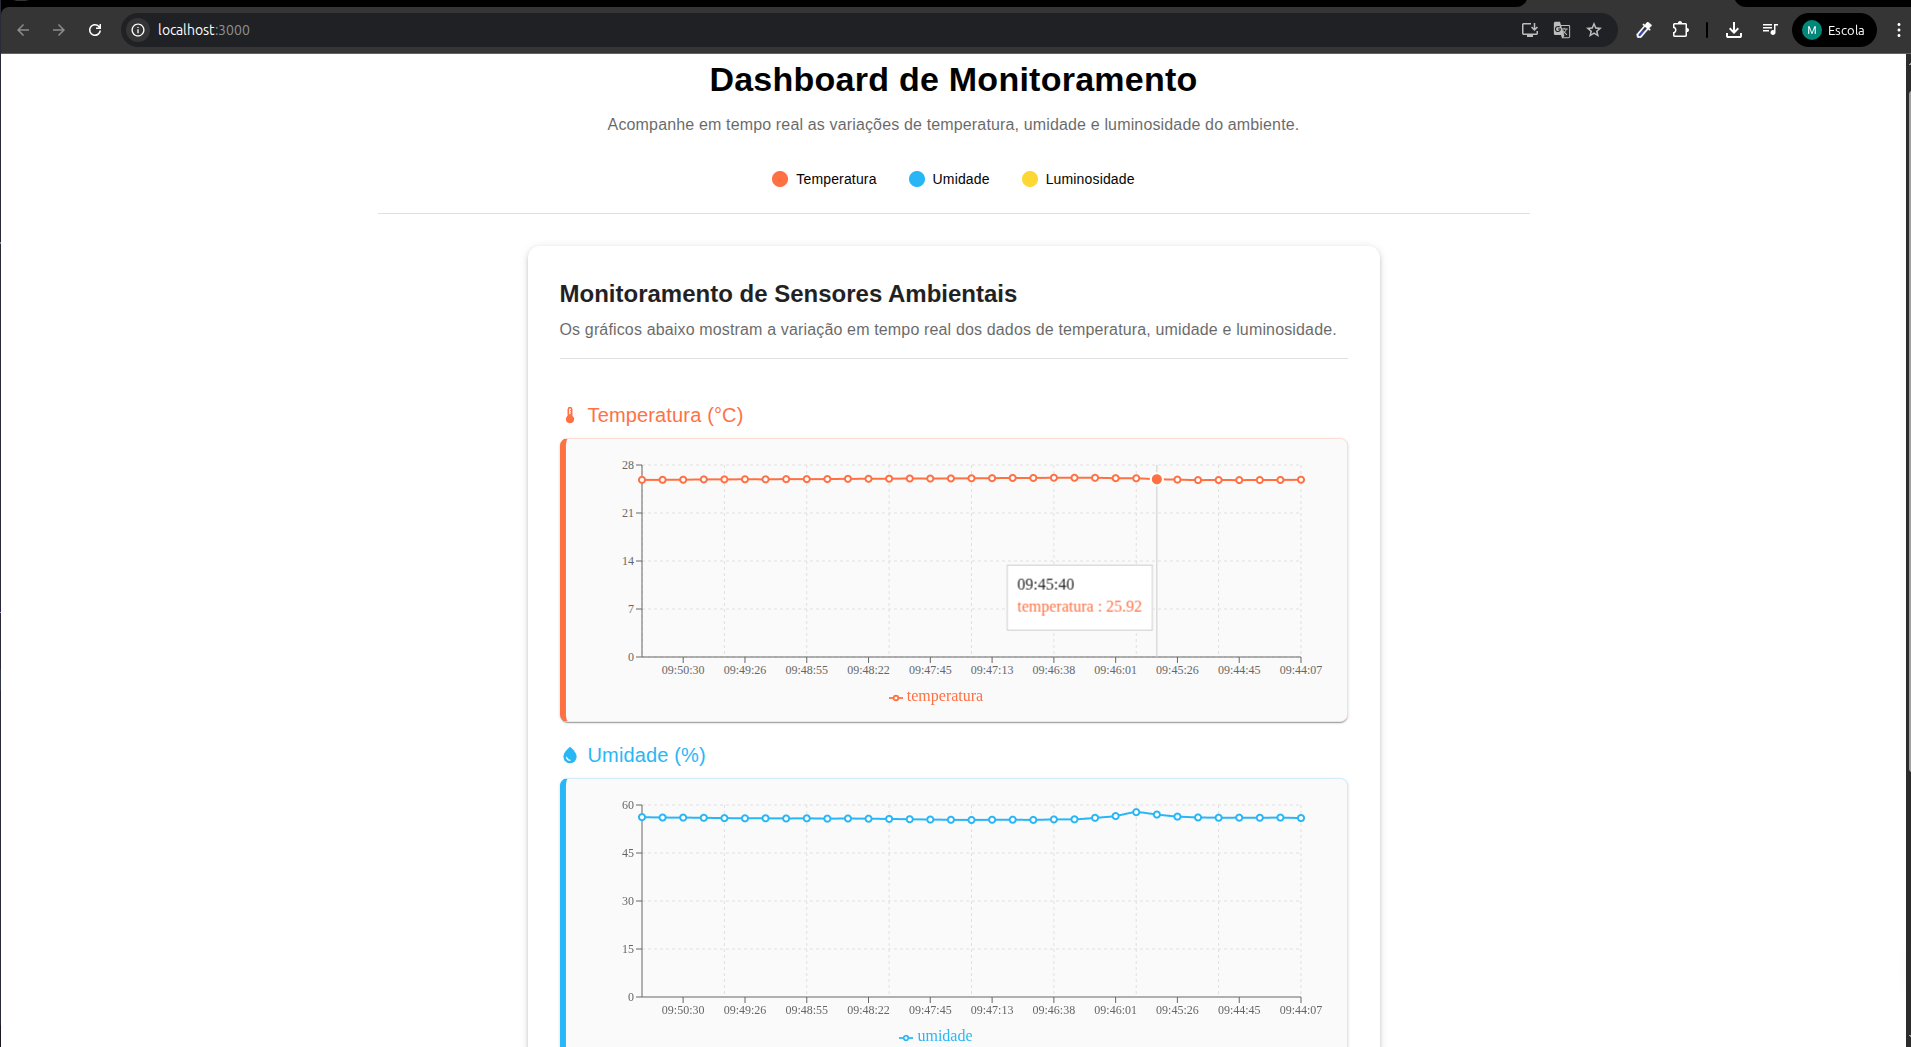 localhost:3000
M Escola
Dashboard de Monitoramento
Acompanhe em tempo real as variações de temperatura, umidade e luminosidade do ambiente.
Temperatura Umidade Luminosidade
Monitoramento de Sensores Ambientais
Os gráficos abaixo mostram a variação em tempo real dos dados de temperatura, umidade e luminosidade.
Temperatura (°C)
28
21
14
7
0
09:45:40
temperatura : 25.92
09:50:30 09:49:26 09:48:55 09:48:22 09:47:45 09:47:13 09:46:38 09:46:01 09:45:26 09:44:45 09:44:07
temperatura
Umidade (%)
60
45
30
15
0
09:50:30 09:49:26 09:48:55 09:48:22 09:47:45 09:47:13 09:46:38 09:46:01 09:45:26 09:44:45 09:44:07
umidade